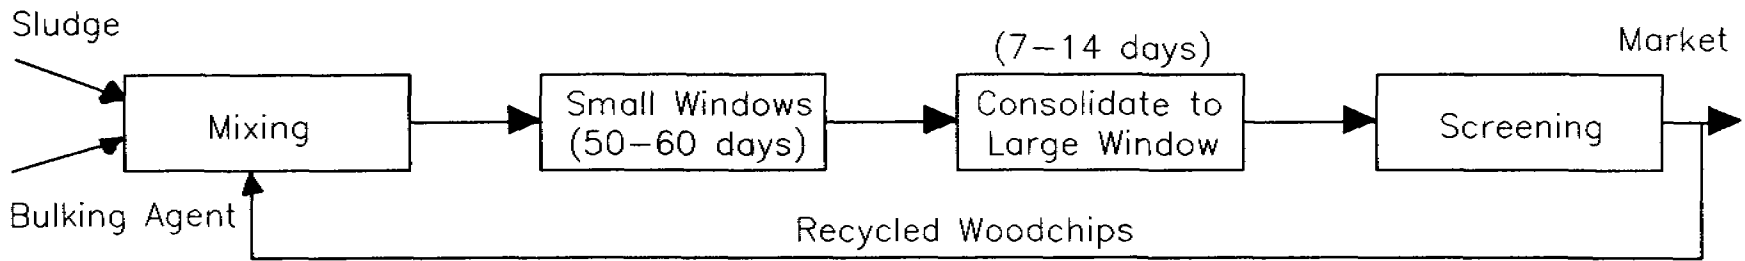 Sludge
Bulking Agent
Mixing
Small Windows
(50-60 days)
(7-14 days)
Consolidate to
Large Window
Screening
Market
Recycled Woodchips